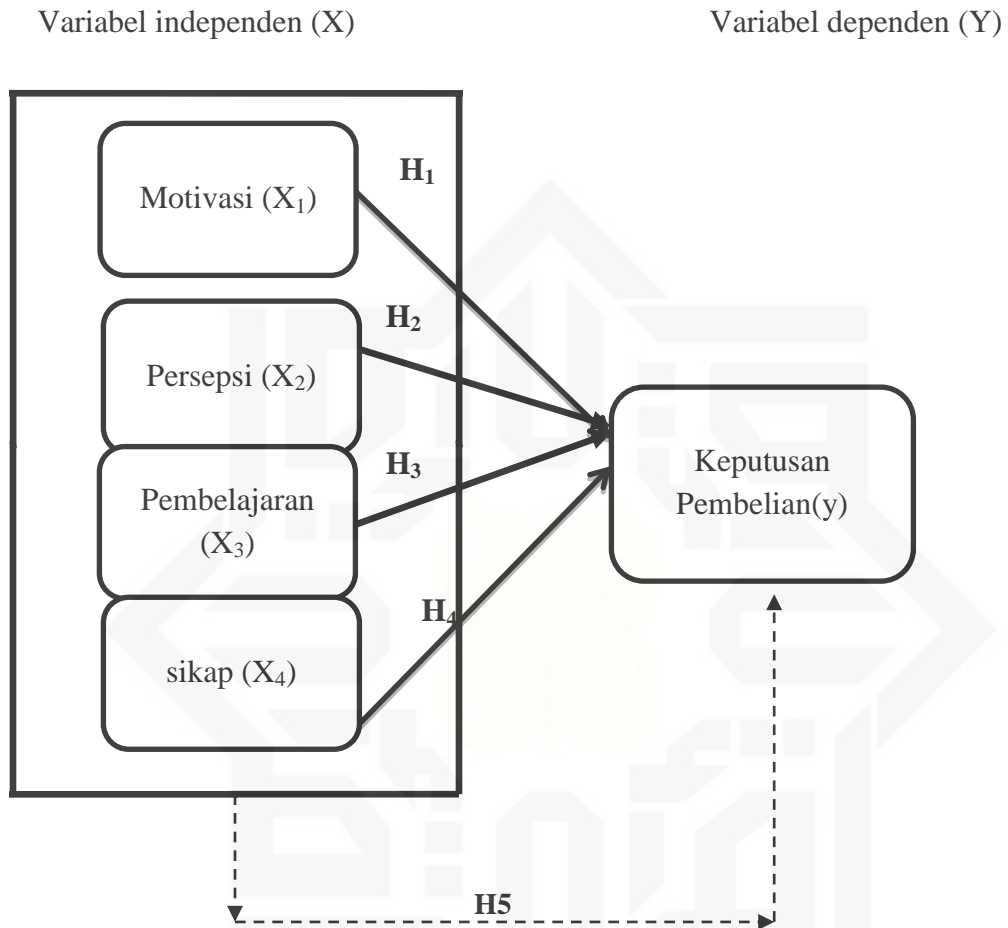 Variabel independen (X)
Variabel dependen (Y)
H₁
Motivasi (X₁)
H₂
Persepsi (X₂)
H₃
Pembelajaran
(X₃)
Keputusan
Pembelian(y)
H₄
sikap (X₄)
H5